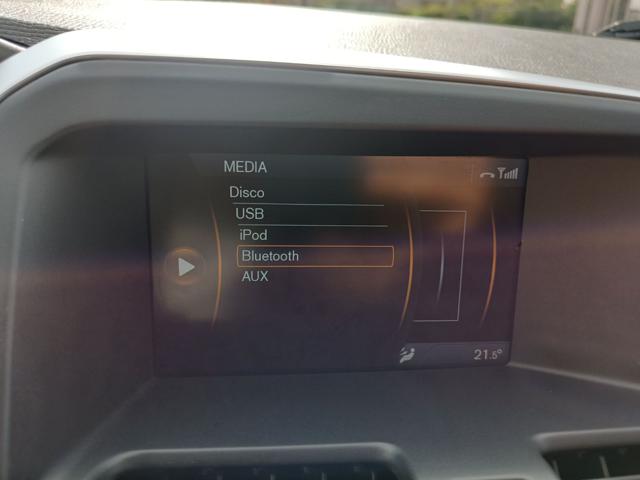 MEDIA
Disco
USB
iPod
Bluetooth
AUX
21.5°